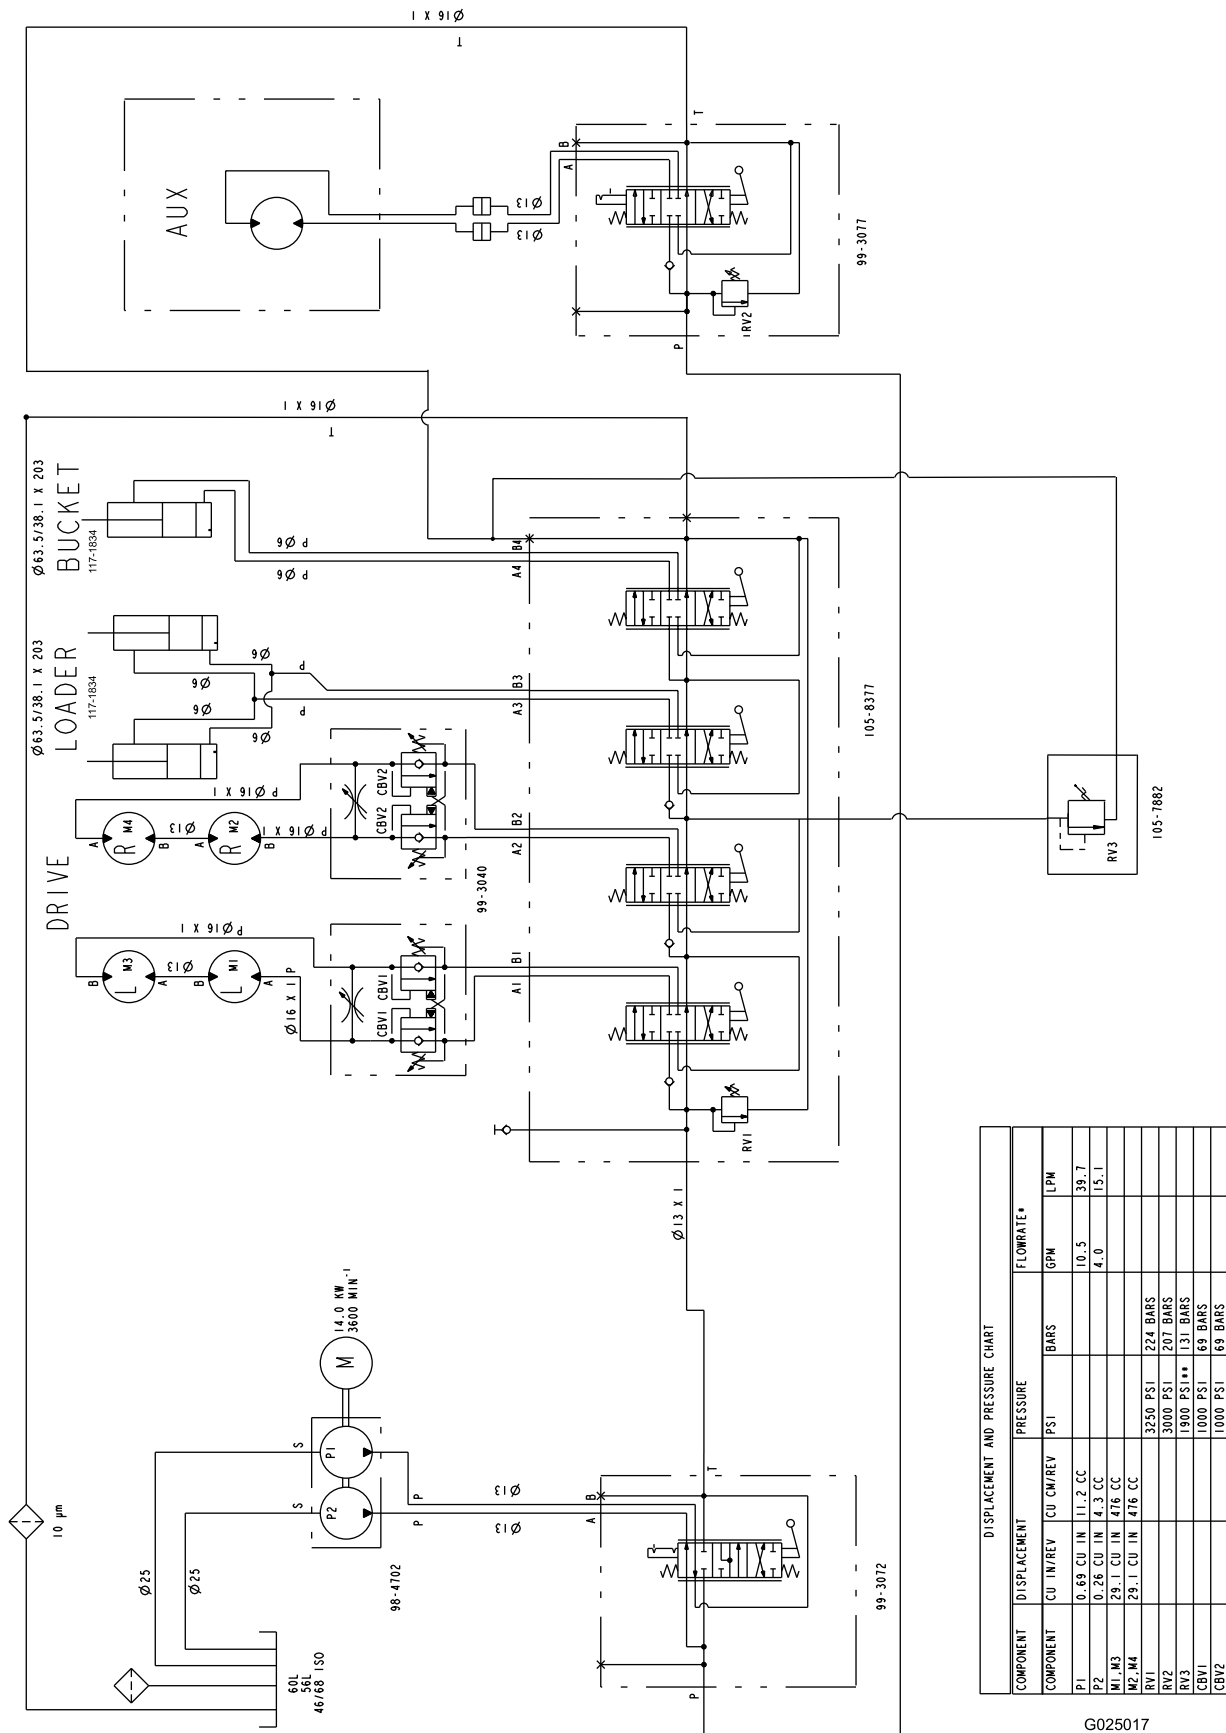 Ø16 X 1
T
AUX
Ø13
Ø13
B
A
T
P
RV2
99-3077
Ø16 X 1
T
Ø63.5/38.1 X 203
BUCKET
117-1834
Ø6 P
Ø6 P
A4 B4
Ø63.5/38.1 X 203
LOADER
117-1834
Ø6
Ø6
Ø6
Ø6
P
P
A3 B3
105-8377
DRIVE
R M4
R M2
A
B
A
B
Ø13
P Ø16 X 1
P Ø16 X 1
CBV2
CBV2
99-3040
A2 B2
L M3
L M1
B
A
B
A
Ø13
P Ø16 X 1
Ø16 X 1 P
CBV1
CBV1
A1 B1
RV1
RV3
105-7882
Ø13 X 1
10 µm
Ø25
Ø25
S
S
P1
P2
M
14.0 KW
3600 MIN-1
98-4702
P
P
Ø13
Ø13
A B
T
P
99-3072
60L
56L
46/68 ISO
DISPLACEMENT AND PRESSURE CHART
COMPONENT DISPLACEMENT PRESSURE FLOWRATE*
COMPONENT CU IN/REV CU CM/REV PSI BARS GPM LPM
P1 0.69 CU IN 11.2 CC 10.5 39.7
P2 0.26 CU IN 4.3 CC 4.0 15.1
M1,M3 29.1 CU IN 476 CC
M2,M4 29.1 CU IN 476 CC
RV1 3250 PSI 224 BARS
RV2 3000 PSI 207 BARS
RV3 1900 PSI** 131 BARS
CBV1 1000 PSI 69 BARS
CBV2 1000 PSI 69 BARS
G025017